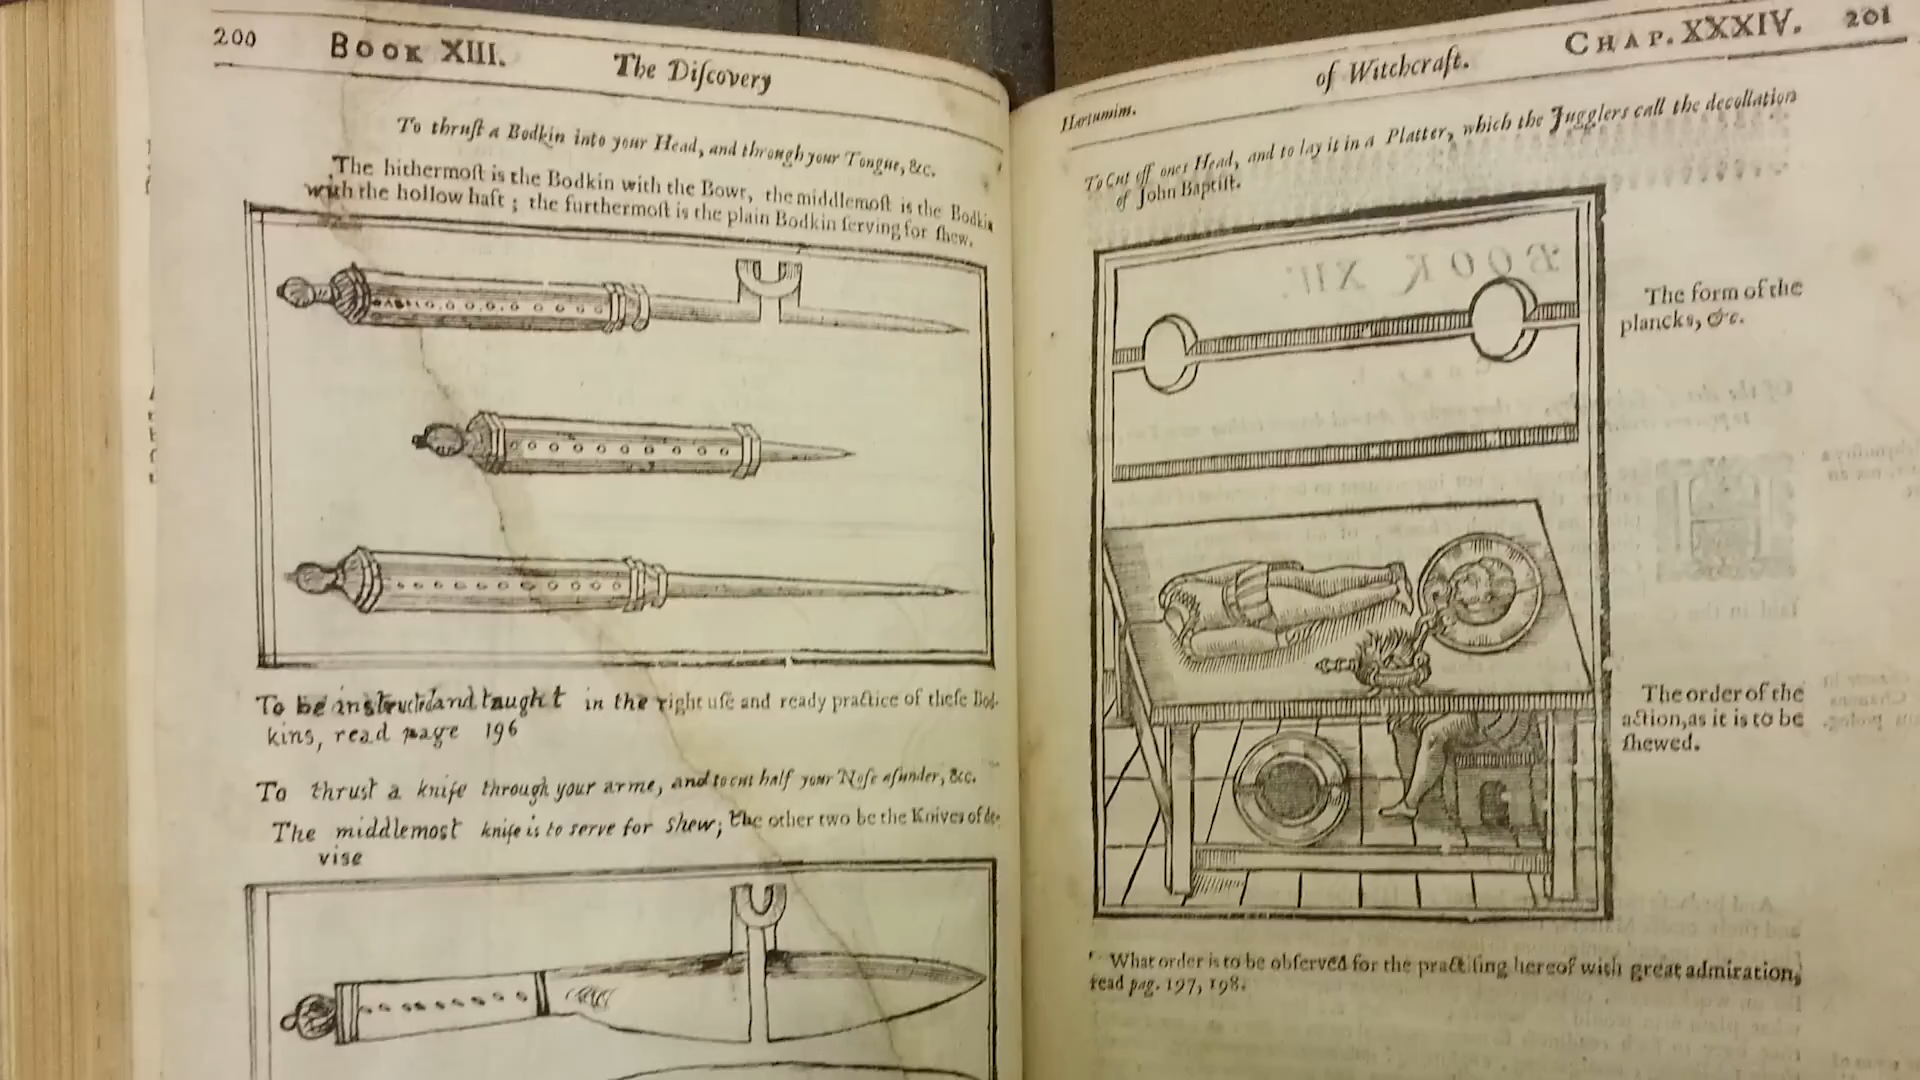 200 BOOK XIII. The Diſcovery
To thruſt a Bodkin into your Head, and through your Tongue, &c.
The hithermoſt is the Bodkin with the Bowt, the middlemoſt is the Bodkin
with the hollow haft; the furthermoſt is the plain Bodkin ſerving for ſhew.
To be instructed and taught in the right uſe and ready practice of theſe Bod-
kins, read page 196
To thrust a knife through your arme, and to cut half your Noſe aſunder, &c.
The middlemost knife is to serve for shew; the other two be the Knives of de-
vise
of Witchcraft. CHAP. XXXIV. 201
Hartumim.
To Cut off ones Head, and to lay it in a Platter, which the Jugglers call the decollation
of John Baptiſt.
The form of the
plancks, &c.
The order of the
action, as it is to be
ſhewed.
What order is to be obſerved for the practiſing hereof with great admiration,
read pag. 197, 198.